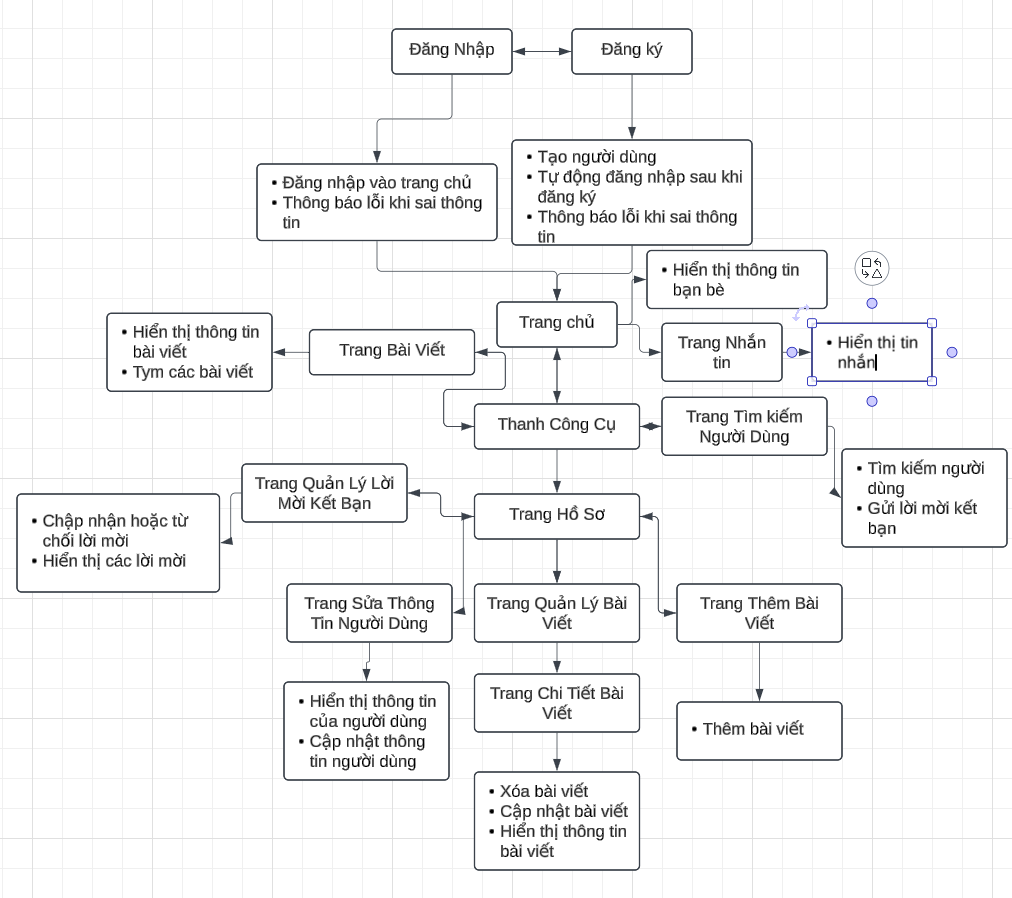 Đăng Nhập
Đăng ký
• Đăng nhập vào trang chủ
• Thông báo lỗi khi sai thông
tin
• Tạo người dùng
• Tự động đăng nhập sau khi
đăng ký
• Thông báo lỗi khi sai thông
tin
• Hiển thị thông tin
bạn bè
Trang chủ
• Hiển thị thông tin
bài viết
• Tym các bài viết
Trang Bài Viết
Trang Nhắn
tin
• Hiển thị tin
nhắn
Thanh Công Cụ
Trang Tìm kiếm
Người Dùng
• Tìm kiếm người
dùng
• Gửi lời mời kết
bạn
Trang Quản Lý Lời
Mời Kết Bạn
• Chập nhận hoặc từ
chối lời mời
• Hiển thị các lời mời
Trang Hồ Sơ
Trang Sửa Thông
Tin Người Dùng
Trang Quản Lý Bài
Viết
Trang Thêm Bài
Viết
• Hiển thị thông tin
của người dùng
• Cập nhật thông
tin người dùng
Trang Chi Tiết Bài
Viết
• Thêm bài viết
• Xóa bài viết
• Cập nhật bài viết
• Hiển thị thông tin
bài viết